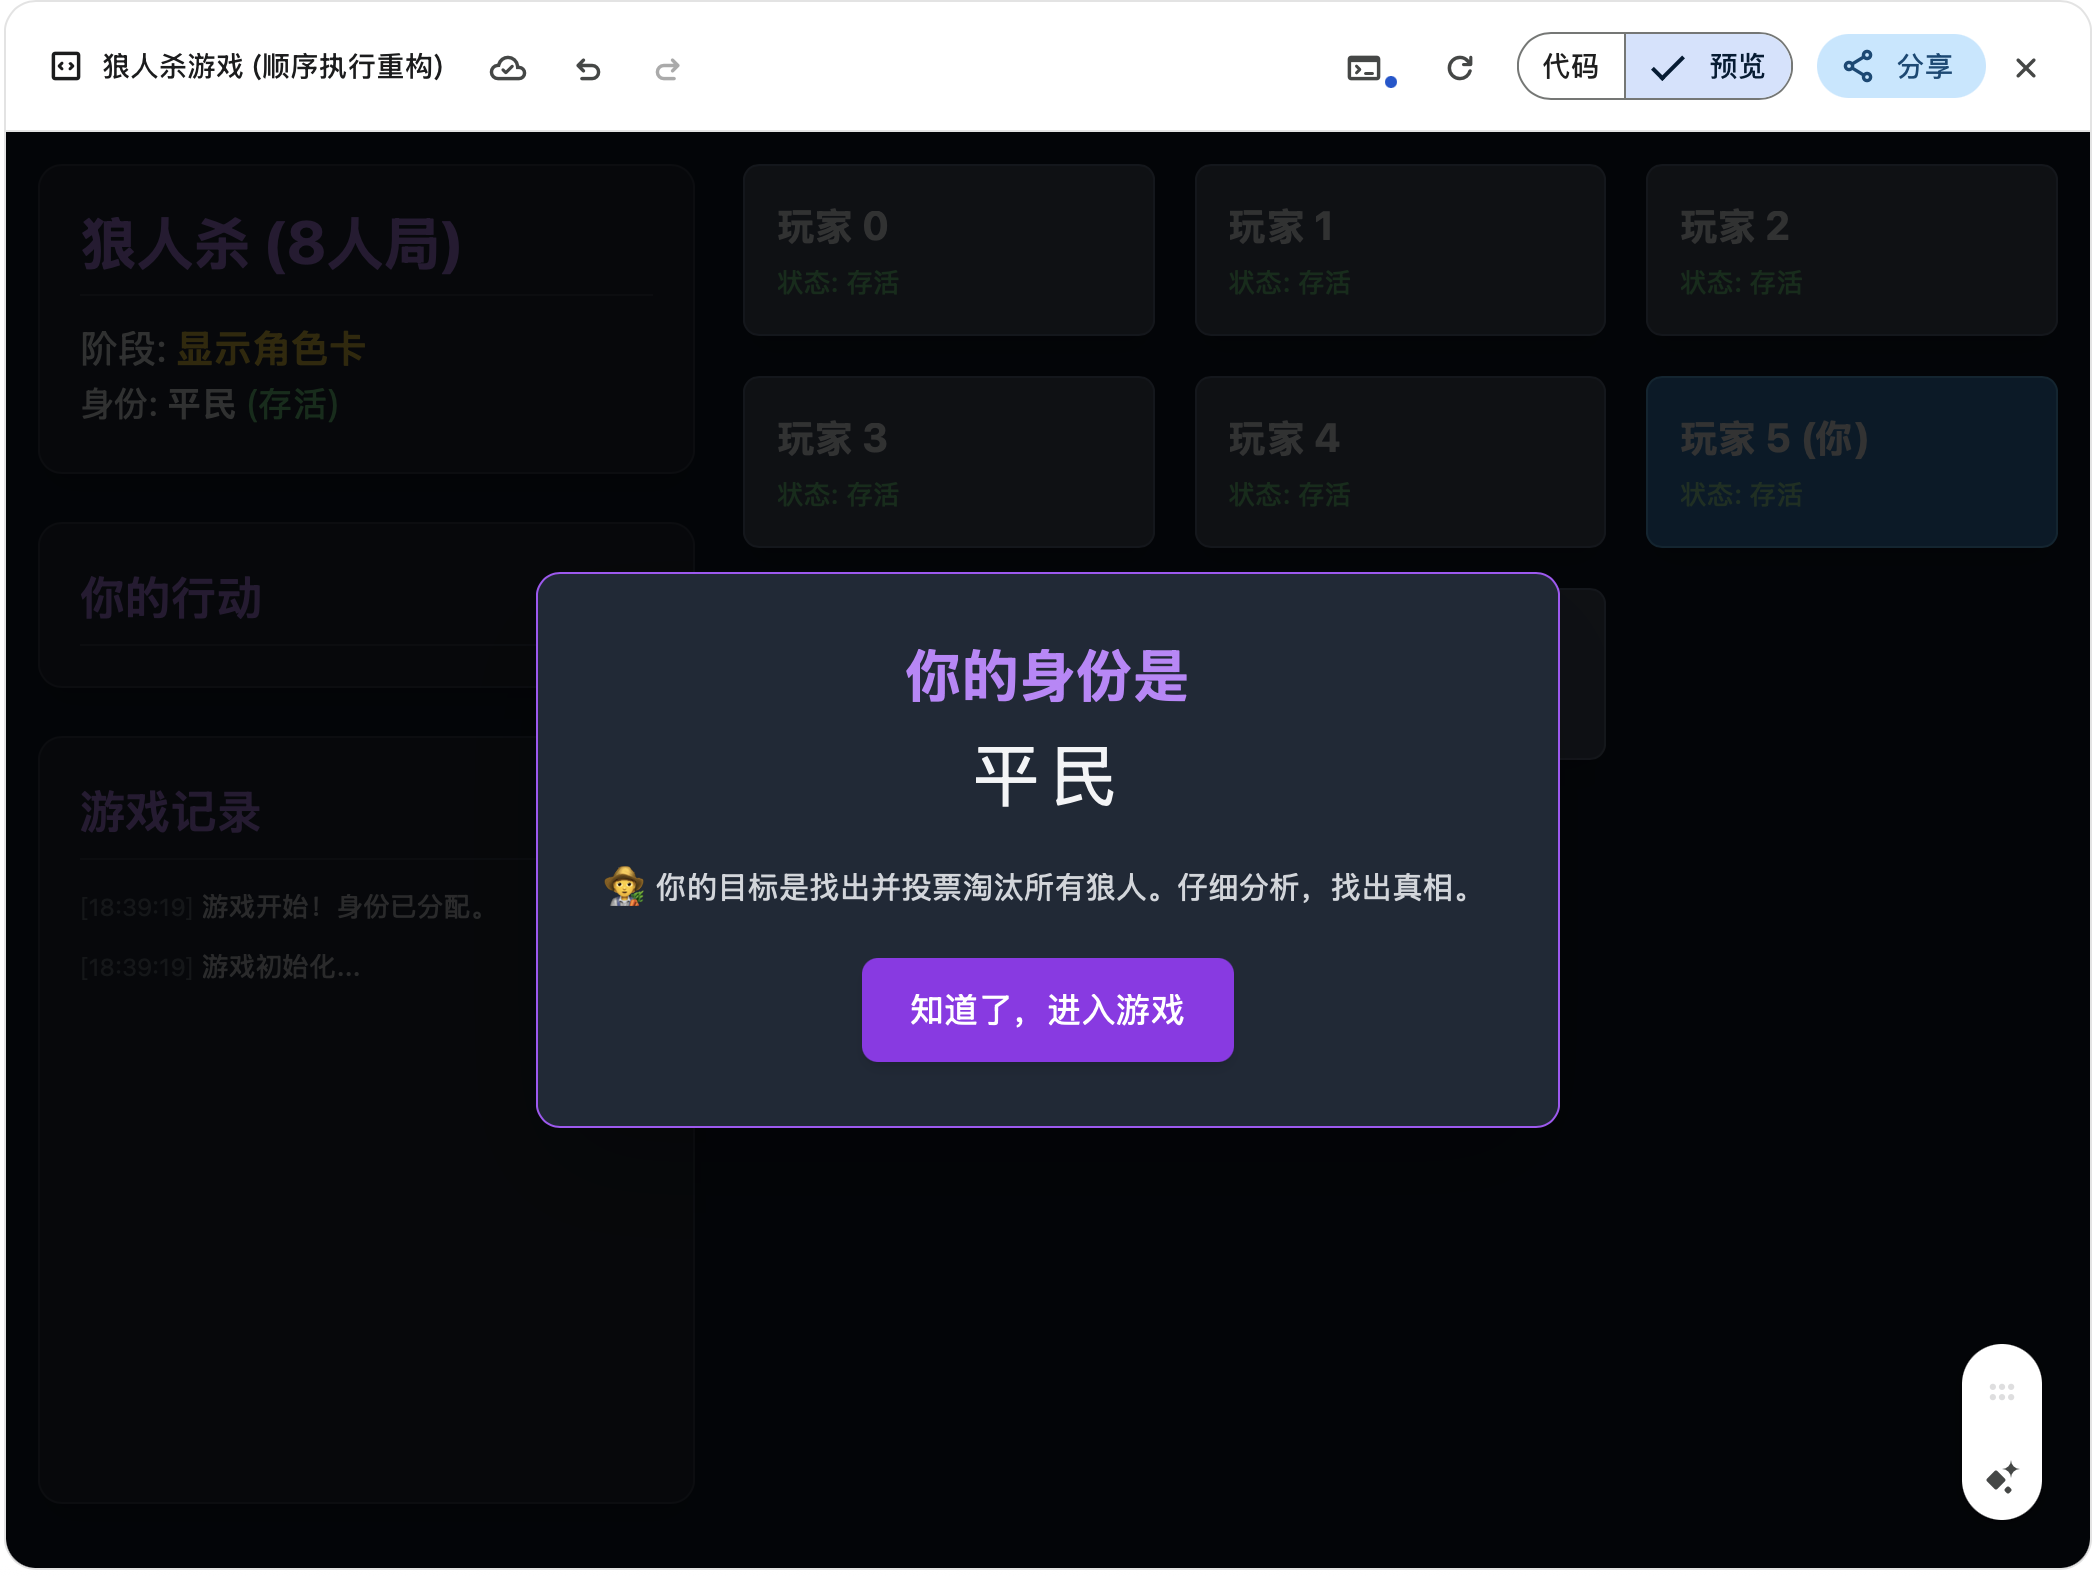 狼人杀游戏 (顺序执行重构)
代码
预览
分享
狼人杀 (8人局)
阶段: 显示角色卡
身份: 平民 (存活)
你的行动
游戏记录
[18:39:19] 游戏开始！身份已分配。
[18:39:19] 游戏初始化...
玩家 0
状态: 存活
玩家 1
状态: 存活
玩家 2
状态: 存活
玩家 3
状态: 存活
玩家 4
状态: 存活
玩家 5 (你)
状态: 存活
你的身份是
平民
你的目标是找出并投票淘汰所有狼人。仔细分析，找出真相。
知道了，进入游戏